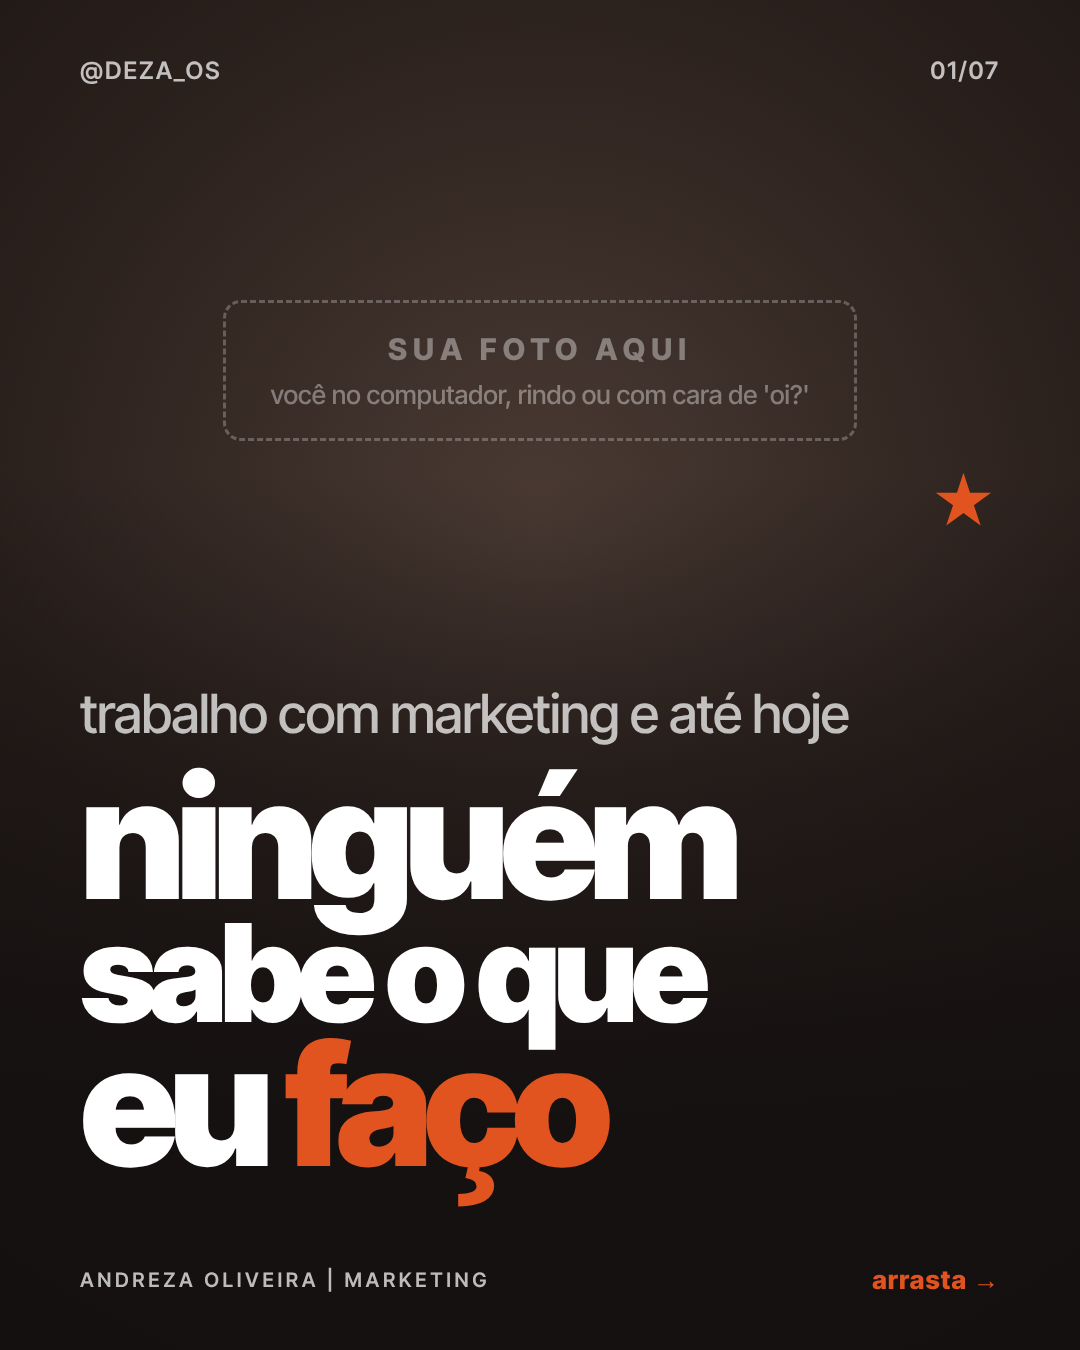 @DEZA_OS
01/07
SUA FOTO AQUI
você no computador, rindo ou com cara de 'oi?'
trabalho com marketing e até hoje
ninguém
sabe o que
eu faço
ANDREZA OLIVEIRA | MARKETING
arrasta →